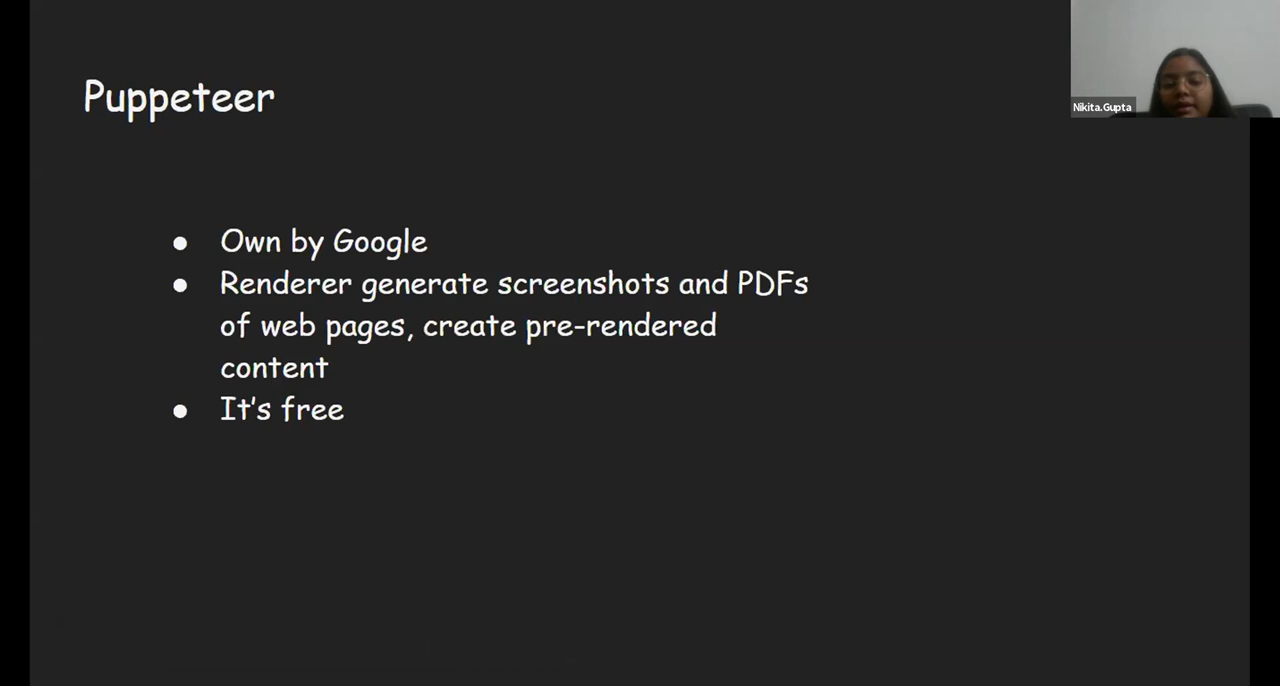 Puppeteer
Nikita.Gupta
● Own by Google
● Renderer generate screenshots and PDFs
of web pages, create pre-rendered
content
● It's free